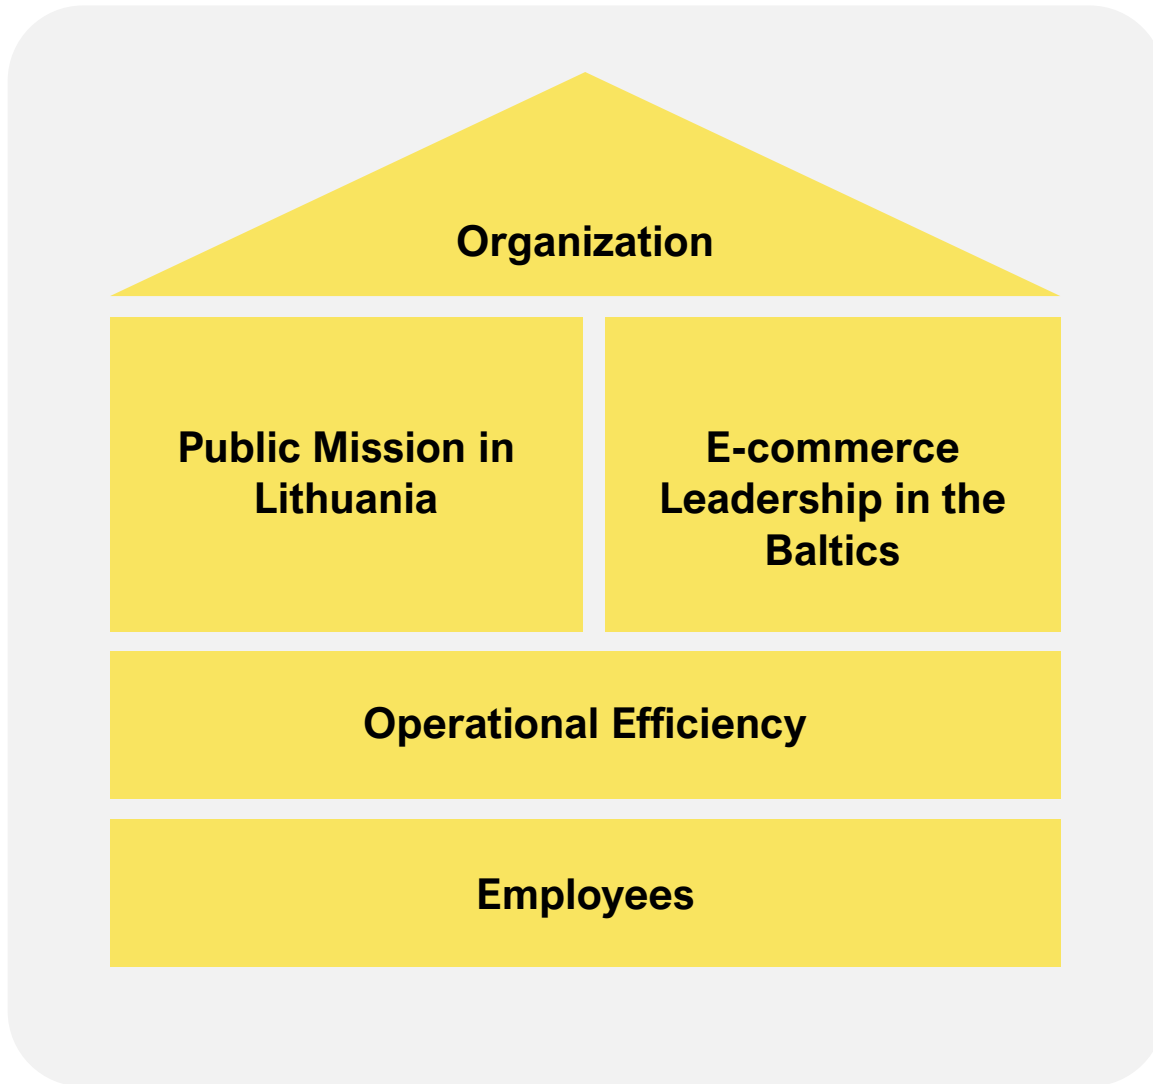 Organization
Public Mission in
Lithuania
E-commerce
Leadership in the
Baltics
Operational Efficiency
Employees